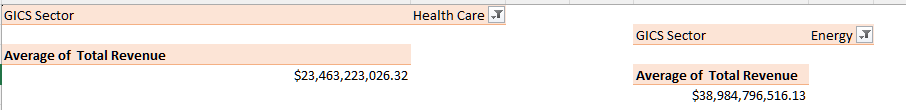 GICS Sector Health Care
Average of Total Revenue
$23,463,223,026.32
GICS Sector Energy
Average of Total Revenue
$38,984,796,516.13